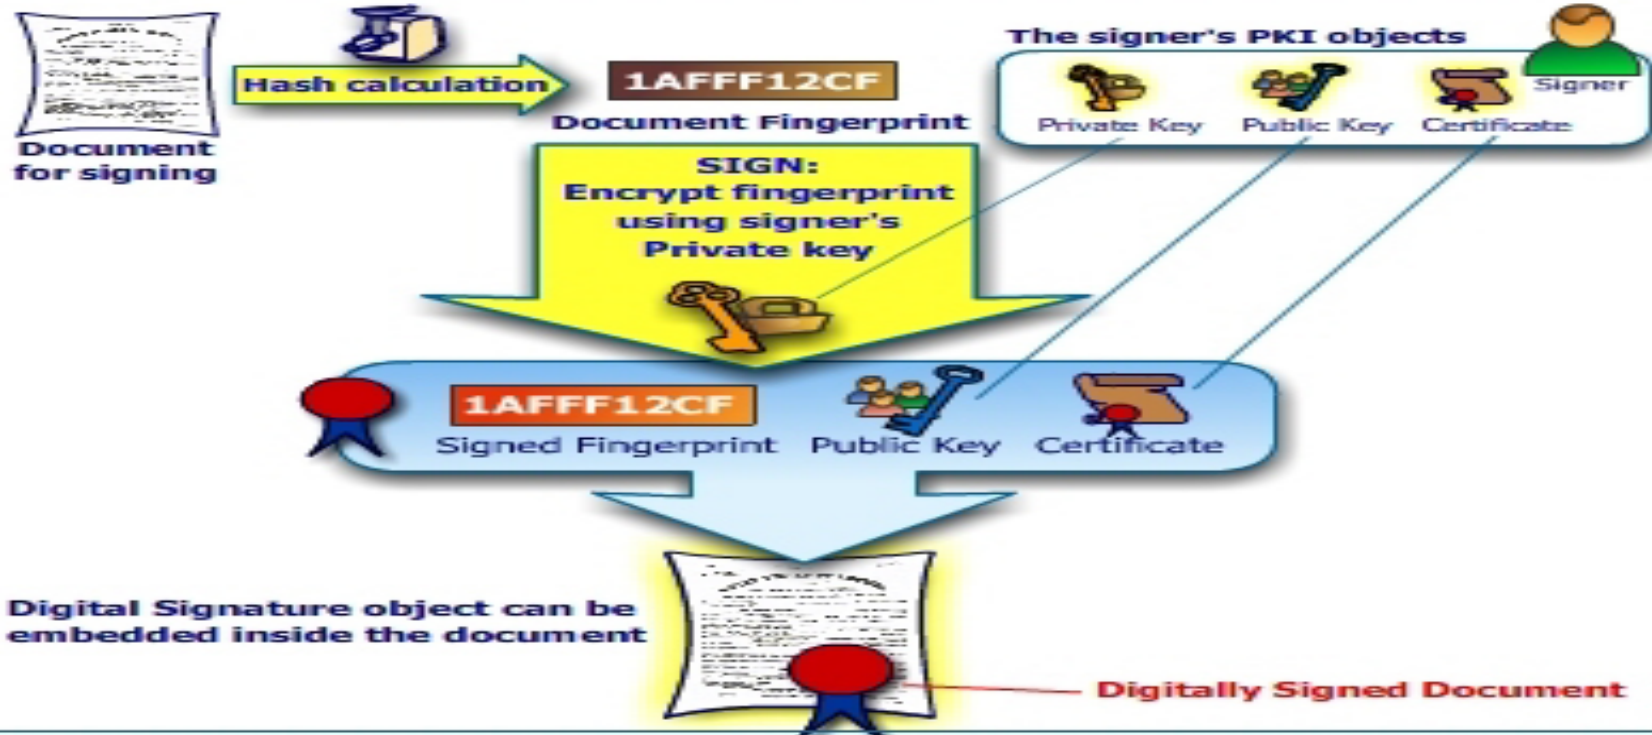 Document
for signing
Hash calculation
1AFFF12CF
Document Fingerprint
The signer's PKI objects
Signer
Private Key
Public Key
Certificate
SIGN:
Encrypt fingerprint
using signer's
Private key
1AFFF12CF
Signed Fingerprint
Public Key
Certificate
Digital Signature object can be
embedded inside the document
Digitally Signed Document